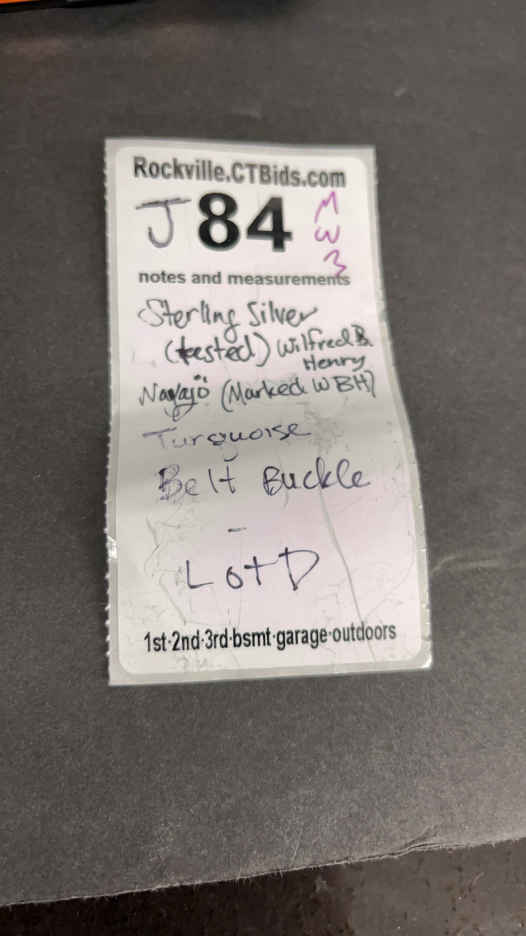 Rockville.CTBids.com
J 84 MW3
notes and measurements
Sterling Silver
(tested) Wilfred B.
Henry
Navajo (Marked WBH)
Turquoise
Belt Buckle
-
Lot D
1st·2nd·3rd·bsmt·garage·outdoors